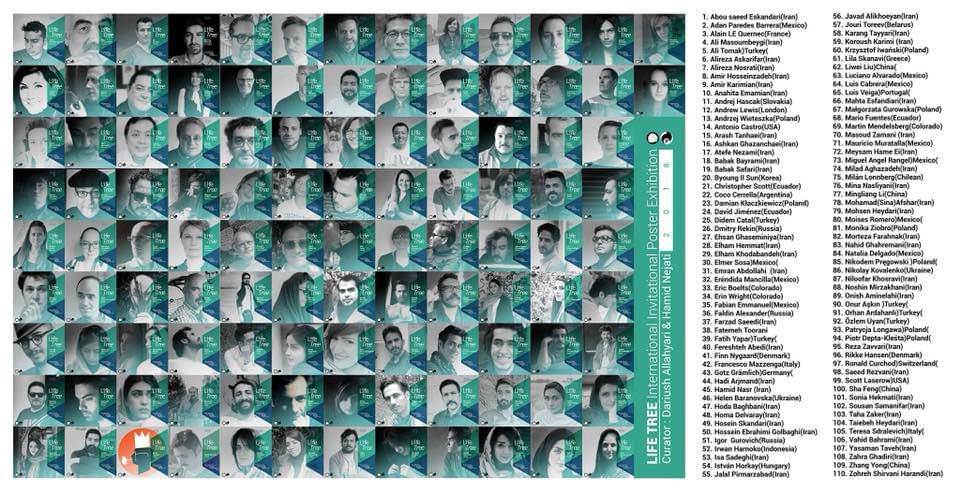 LIFE TREE International Invitational Poster Exhibition 2018
Curator : Dariush Allahyari & Hamid Nejati
1. Abou saeed Eskandari(Iran)
2. Adan Paredes Barrera(Mexico)
3. Alain LE Quernec(France)
4. Ali Masoumbeygi(Iran)
5. Ali Tomak)Turkey(
6. Alireza Askarifar(Iran)
7. Alireza Nosrati(Iran)
8. Amir Hosseinzadeh(Iran)
9. Amir Karimian(Iran)
10. Anahita Emamian(Iran)
11. Andrej Hascak(Slovakia)
12. Andrew Lewis(London)
13. Andrzej Wieteszka(Poland)
14. Antonio Castro(USA)
15. Arash Tanhaei(Iran)
16. Ashkan Ghazanchaei(Iran)
17. Atefe Nezami(Iran)
18. Babak Bayrami(Iran)
19. Babak Safari(Iran)
20. Byoung Il Sun(Korea)
21. Christopher Scott(Ecuador)
22. Coco Cerrella(Argentina)
23. Damian Kłaczkiewicz(Poland)
24. David Jiménez(Ecuador)
25. Didem Catal(Turkey)
26. Dmitry Rekin(Russia)
27. Ehsan Ghaseminiya(Iran)
28. Elham Hemmat(Iran)
29. Elham Khodabandeh(Iran)
30. Elmer Sosa)Mexico(
31. Emran Abdollahi (Iran)
32. Eréndida Mancilla(Mexico)
33. Eric Boelts(Colorado)
34. Erin Wright(Colorado)
35. Fabian Emmanuel(Mexico)
36. Faldin Alexander(Russia)
37. Farzad Saeedi(Iran)
38. Fatemeh Toorani
39. Fatih Yapar)Turkey(
40. Fereshteh Abedi(Iran)
41. Finn Nygaard(Denmark)
42. Francesco Mazzenga(Italy)
43. Gotz Grämlich)Germany(
44. Hadi Arjmand(Iran)
45. Hamid Nasr (Iran)
46. Helen Baranovska(Ukraine)
47. Hoda Baghbani(Iran)
48. Homa Delvaray(Iran)
49. Hosein Skandari(Iran)
50. Hossein Ebrahimi Golbaghi(Iran)
51. Igor Gurovich(Russia)
52. Irwan Harnoko(Indonesia)
53. Isa Sadeghi(Iran)
54. István Horkay(Hungary)
55. Jalal Pirmarzabad(Iran)
56. Javad Alikhoeyan(Iran)
57. Jouri Toreev(Belarus)
58. Karang Tayyari(Iran)
59. Koroush Karimi (Iran)
60. Krzysztof Iwański(Poland)
61. Lila Skanavi(Greece)
62. Liwei Liu)China(
63. Luciano Alvarado(Mexico)
64. Luis Cabrera(Mexico)
65. Luis Veiga)Portugal(
66. Mahta Esfandiari(Iran)
67. Małgorzata Gurowska(Poland)
68. Mario Fuentes(Ecuador)
69. Martin Mendelsberg(Colorado)
70. Masoud Zamani (Iran)
71. Mauricio Muratalla(Mexico)
72. Meysam Hame Ei(Iran)
73. Miguel Angel Rangel)Mexico(
74. Milad Aghazadeh(Iran)
75. Milán Lonnberg(Chilean)
76. Mina Nasliyani(Iran)
77. Mingliang Li(China)
78. Mohamad(Sina)Afshar(Iran)
79. Mohsen Heydari(Iran)
80. Moises Romero)Mexico(
81. Monika Ziobro(Poland)
82. Morteza Farahnak(Iran)
83. Nahid Ghahremani(Iran)
84. Natalia Delgado(Mexico)
85. Nikodem Pręgowski )Poland(
86. Nikolay Kovalenko(Ukraine)
87. Niloofar Khosravi(Iran)
88. Noshin Mirzakhani(Iran)
89. Onish Aminelahi(Iran)
90. Onur Aşkın )Turkey(
91. Orhan Ardahanlı)Turkey(
92. Özlem Uyan(Turkey)
93. Patrycja Longawa)Poland(
94. Piotr Depta-Kleśta(Poland)
95. Reza Zavvari(Iran)
96. Rikke Hansen(Denmark)
97. Ronald Curchod)Switzerland(
98. Saeed Rezvani(Iran)
99. Scott Laserow)USA)
100. Sha Feng(China)
101. Sonia Hekmati(Iran)
102. Sousan Samanifar(Iran)
103. Taha Zaker(Iran)
104. Taiebeh Heydari(Iran)
105. Teresa Sdralevich(Italy(
106. Vahid Bahrami(Iran)
107. Yasaman Taveh(Iran)
108. Zahra Ghadiri(Iran)
109. Zhang Yong(China)
110. Zohreh Shirvani Harandi(Iran)